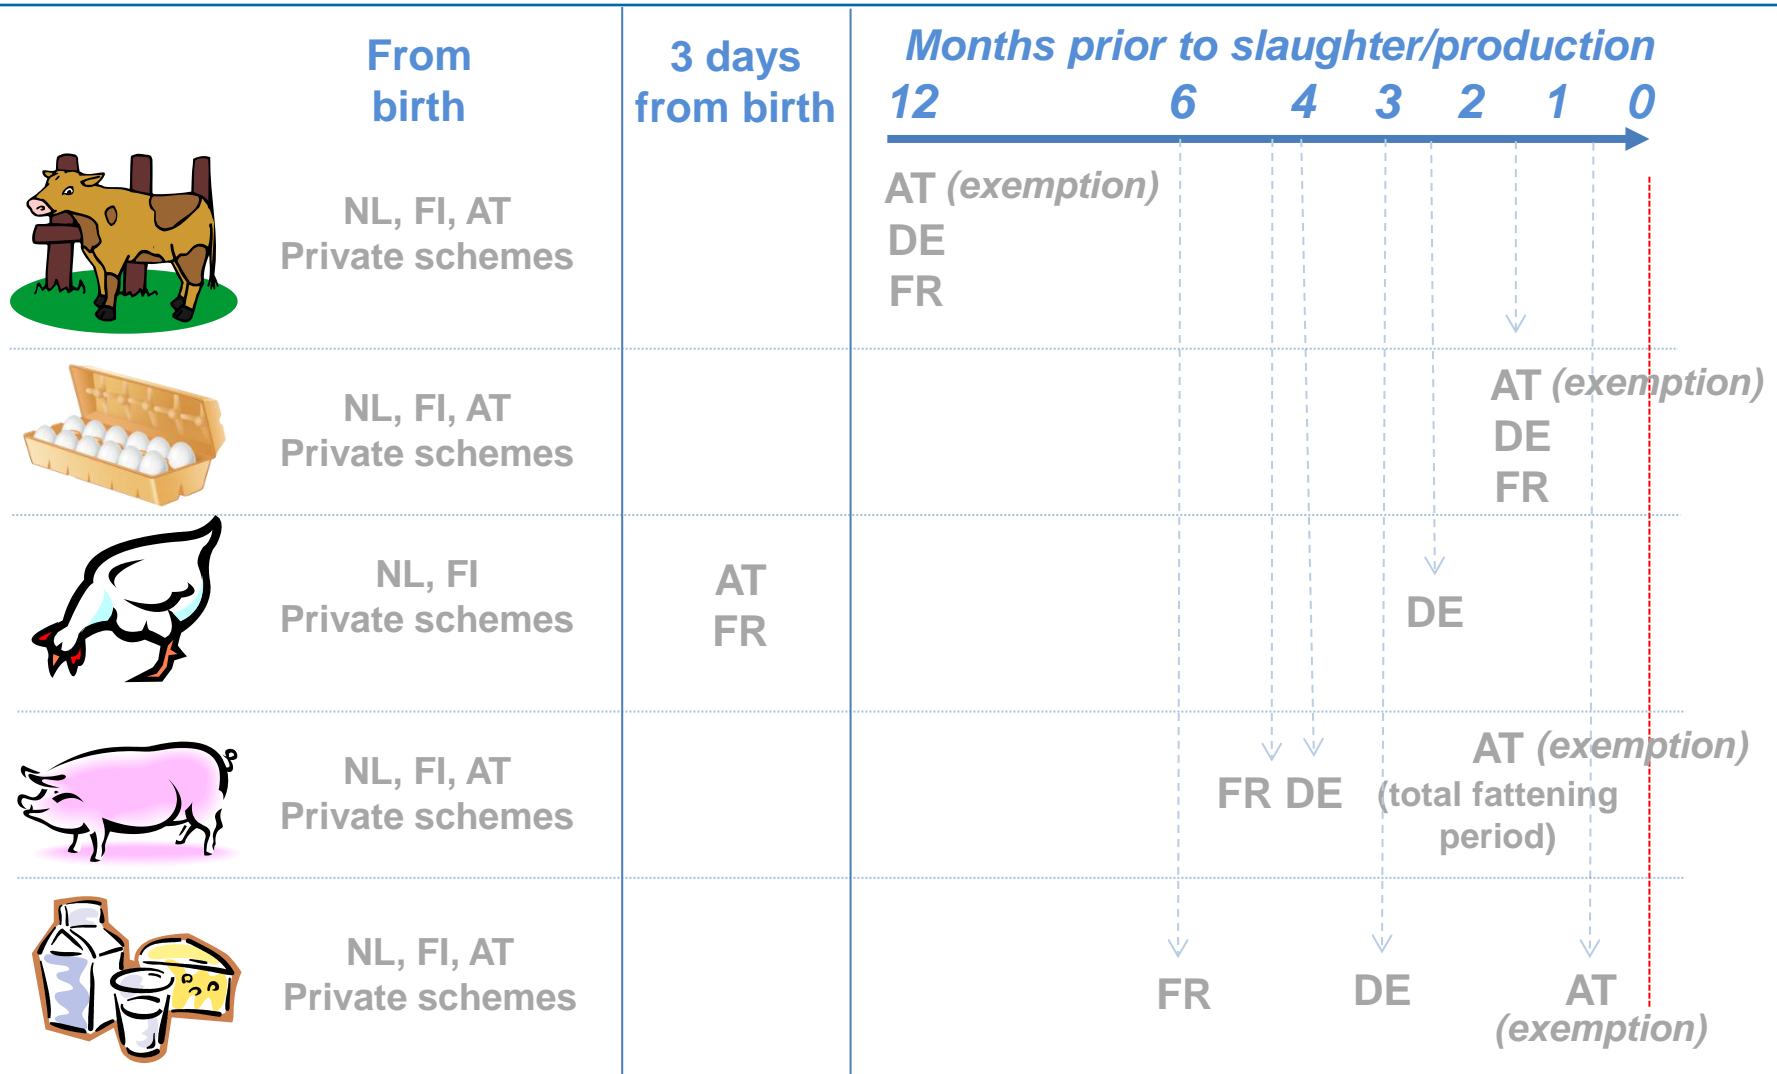 From
birth
3 days
from birth
Months prior to slaughter/production
12 6 4 3 2 1 0
NL, FI, AT
Private schemes
AT (exemption)
DE
FR
NL, FI, AT
Private schemes
AT (exemption)
DE
FR
NL, FI
Private schemes
AT
FR
DE
NL, FI, AT
Private schemes
FR DE
AT (exemption)
(total fattening
period)
NL, FI, AT
Private schemes
FR
DE
AT
(exemption)